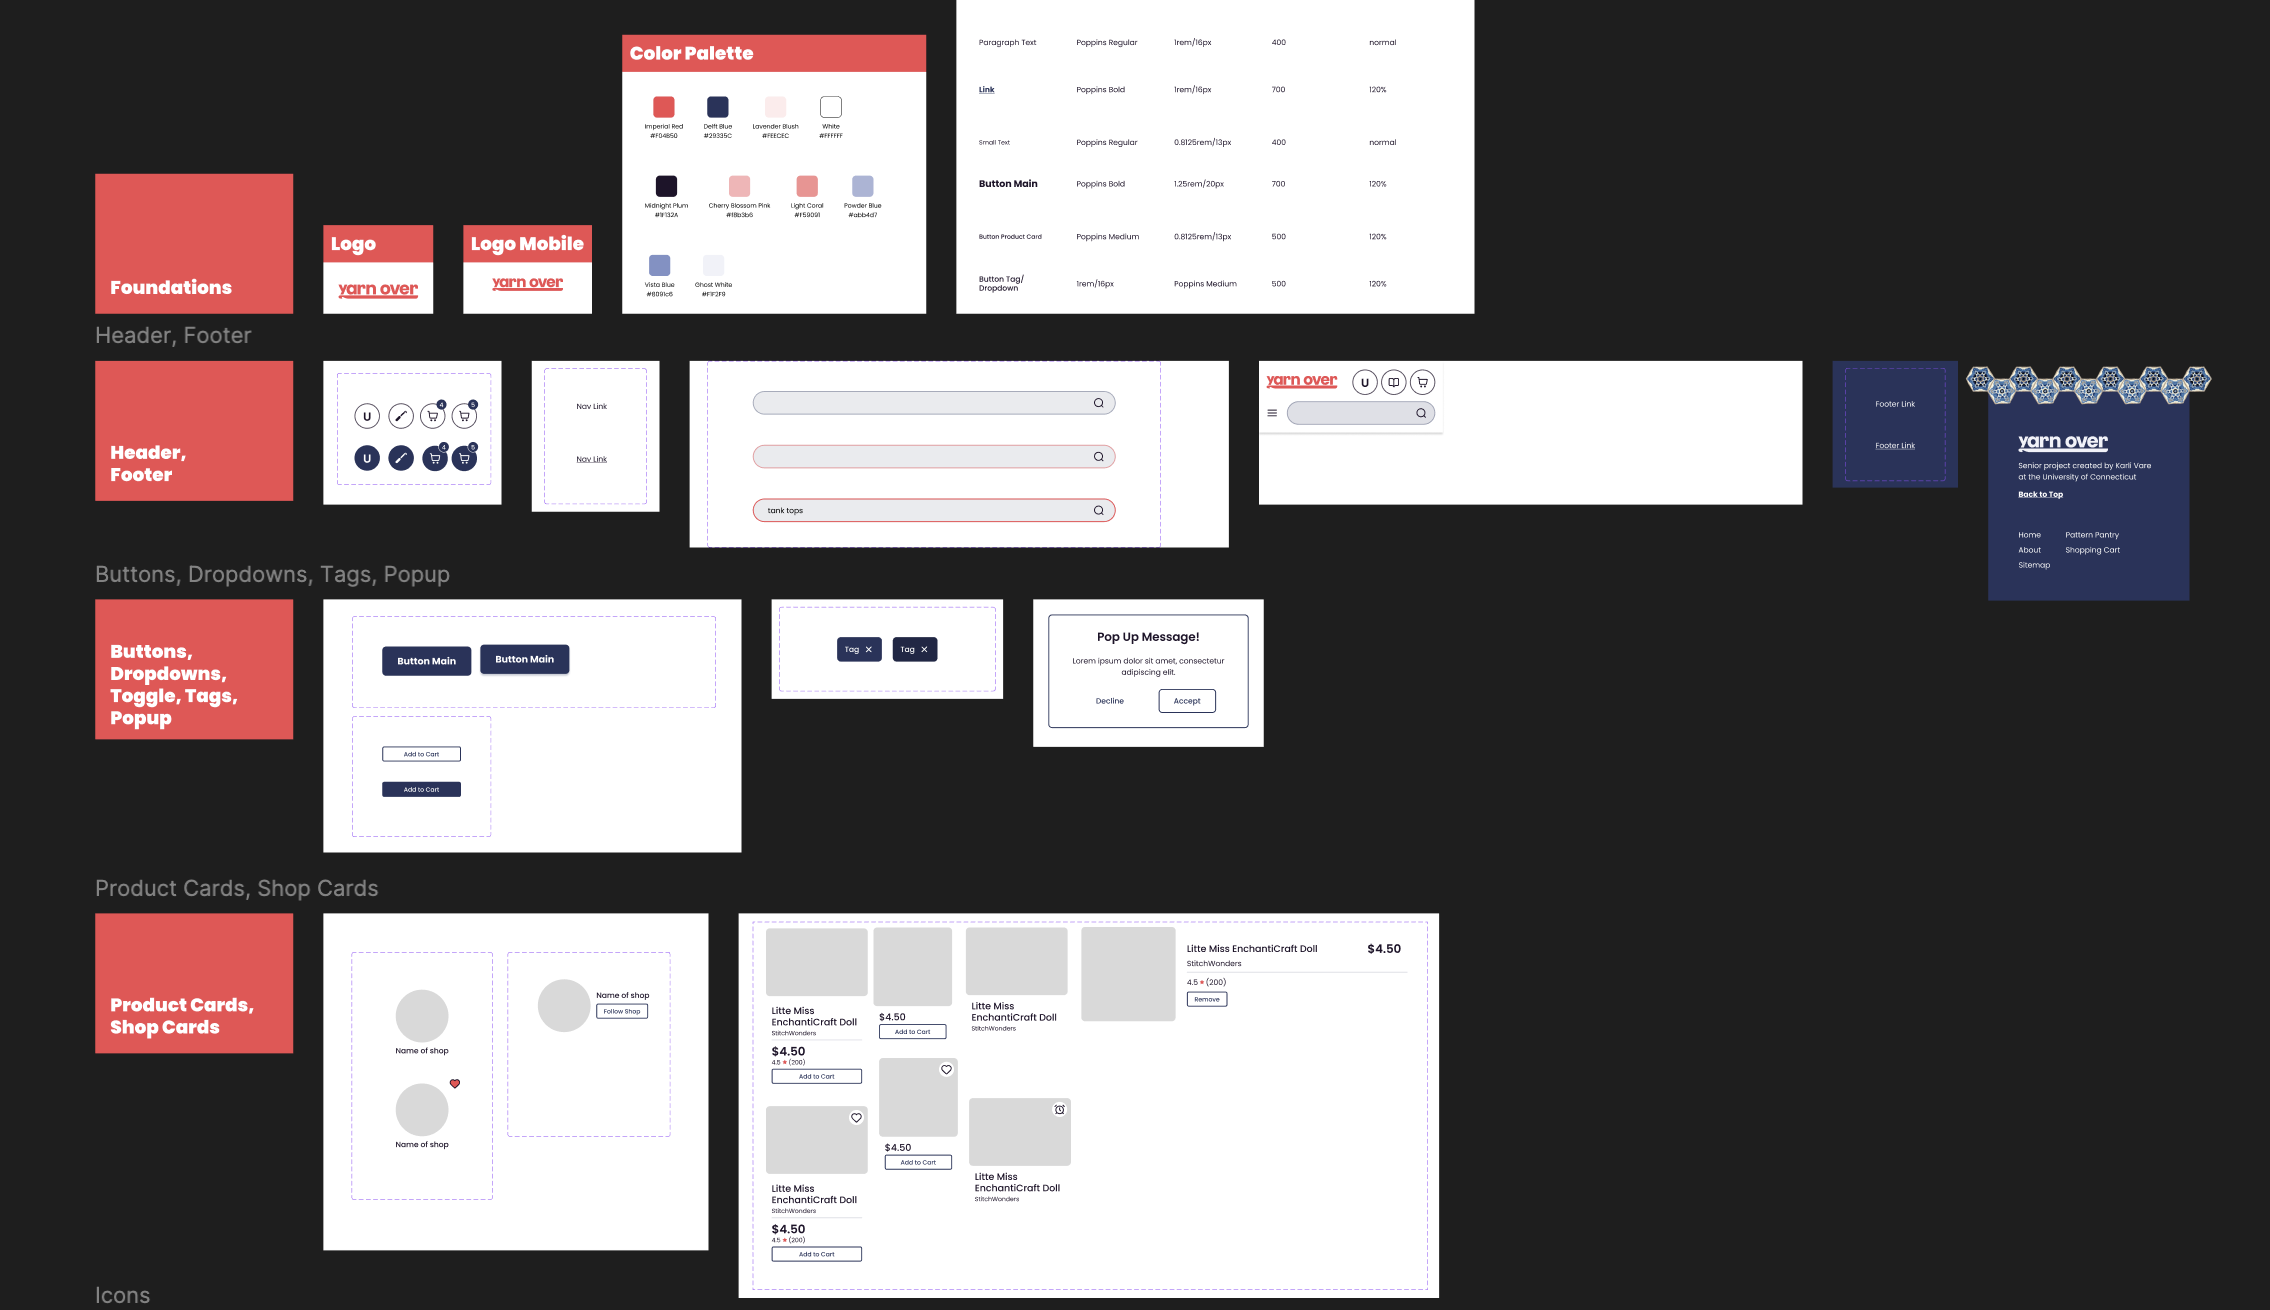 Color Palette
Imperial Red
#F04850
Delft Blue
#29335C
Lavender Blush
#FEECEC
White
#FFFFFF
Midnight Plum
#1F132A
Cherry Blossom Pink
#f8b3b6
Light Coral
#F59091
Powder Blue
#abb4d7
Vista Blue
#8091c6
Ghost White
#F1F2F9
Paragraph Text Poppins Regular 1rem/16px 400 normal
Link Poppins Bold 1rem/16px 700 120%
Small Text Poppins Regular 0.8125rem/13px 400 normal
Button Main Poppins Bold 1.25rem/20px 700 120%
Button Product Card Poppins Medium 0.8125rem/13px 500 120%
Button Tag/
Dropdown 1rem/16px Poppins Medium 500 120%
Foundations
Logo
yarn over
Logo Mobile
yarn over
Header, Footer
Header,
Footer
U
4
5
U
4
5
Nav Link
Nav Link
tank tops
yarn over
U
Footer Link
Footer Link
yarn over
Senior project created by Karli Vare
at the University of Connecticut
Back to Top
Home Pattern Pantry
About Shopping Cart
Sitemap
Buttons, Dropdowns, Tags, Popup
Buttons,
Dropdowns,
Toggle, Tags,
Popup
Button Main
Button Main
Add to Cart
Add to Cart
Tag
Tag
Pop Up Message!
Lorem ipsum dolor sit amet, consectetur
adipiscing elit.
Decline
Accept
Product Cards, Shop Cards
Product Cards,
Shop Cards
Name of shop
Name of shop
Name of shop
Follow Shop
Litte Miss
EnchantiCraft Doll
StitchWonders
$4.50
4.5 ★ (200)
Add to Cart
$4.50
Add to Cart
Litte Miss
EnchantiCraft Doll
StitchWonders
Litte Miss EnchantiCraft Doll $4.50
StitchWonders
4.5 ★ (200)
Remove
Litte Miss
EnchantiCraft Doll
StitchWonders
$4.50
4.5 ★ (200)
Add to Cart
$4.50
Add to Cart
Litte Miss
EnchantiCraft Doll
StitchWonders
Icons